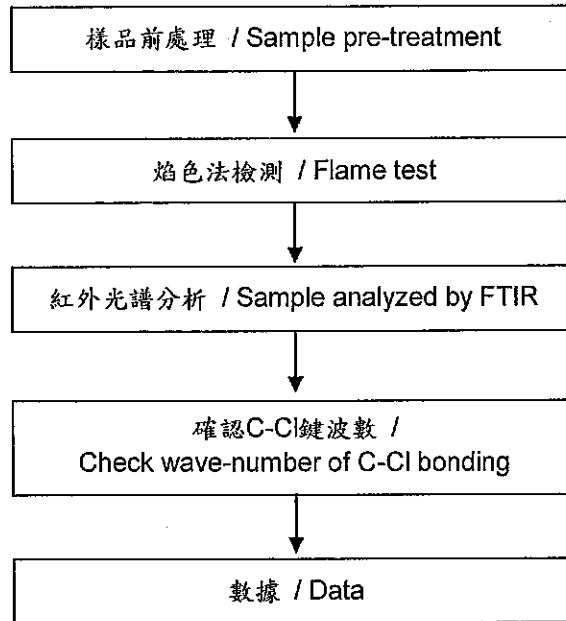 樣品前處理 / Sample pre-treatment
焰色法檢測 / Flame test
紅外光譜分析 / Sample analyzed by FTIR
確認C-Cl鍵波數 /
Check wave-number of C-Cl bonding
數據 / Data